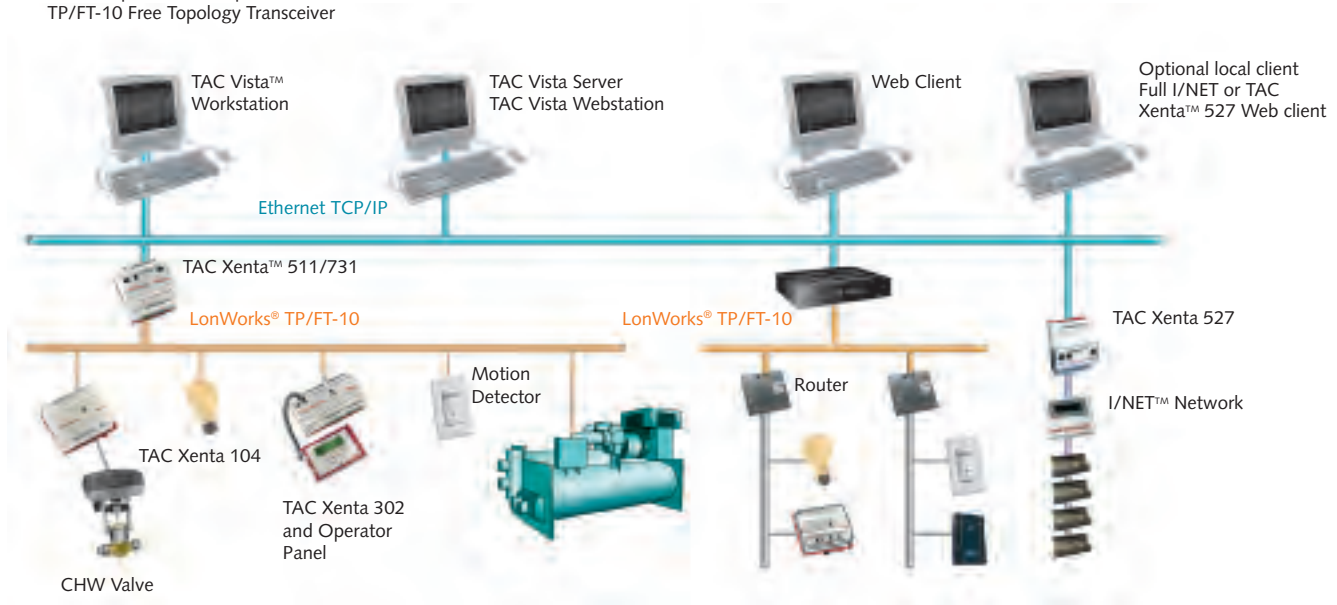 TP/FT-10 Free Topology Transceiver
TAC Vista™
Workstation
TAC Vista Server
TAC Vista Webstation
Web Client
Optional local client
Full I/NET or TAC
Xenta™ 527 Web client
Ethernet TCP/IP
TAC Xenta™ 511/731
LonWorks® TP/FT-10
LonWorks® TP/FT-10
TAC Xenta 527
Motion
Detector
Router
I/NET™ Network
TAC Xenta 104
TAC Xenta 302
and Operator
Panel
CHW Valve